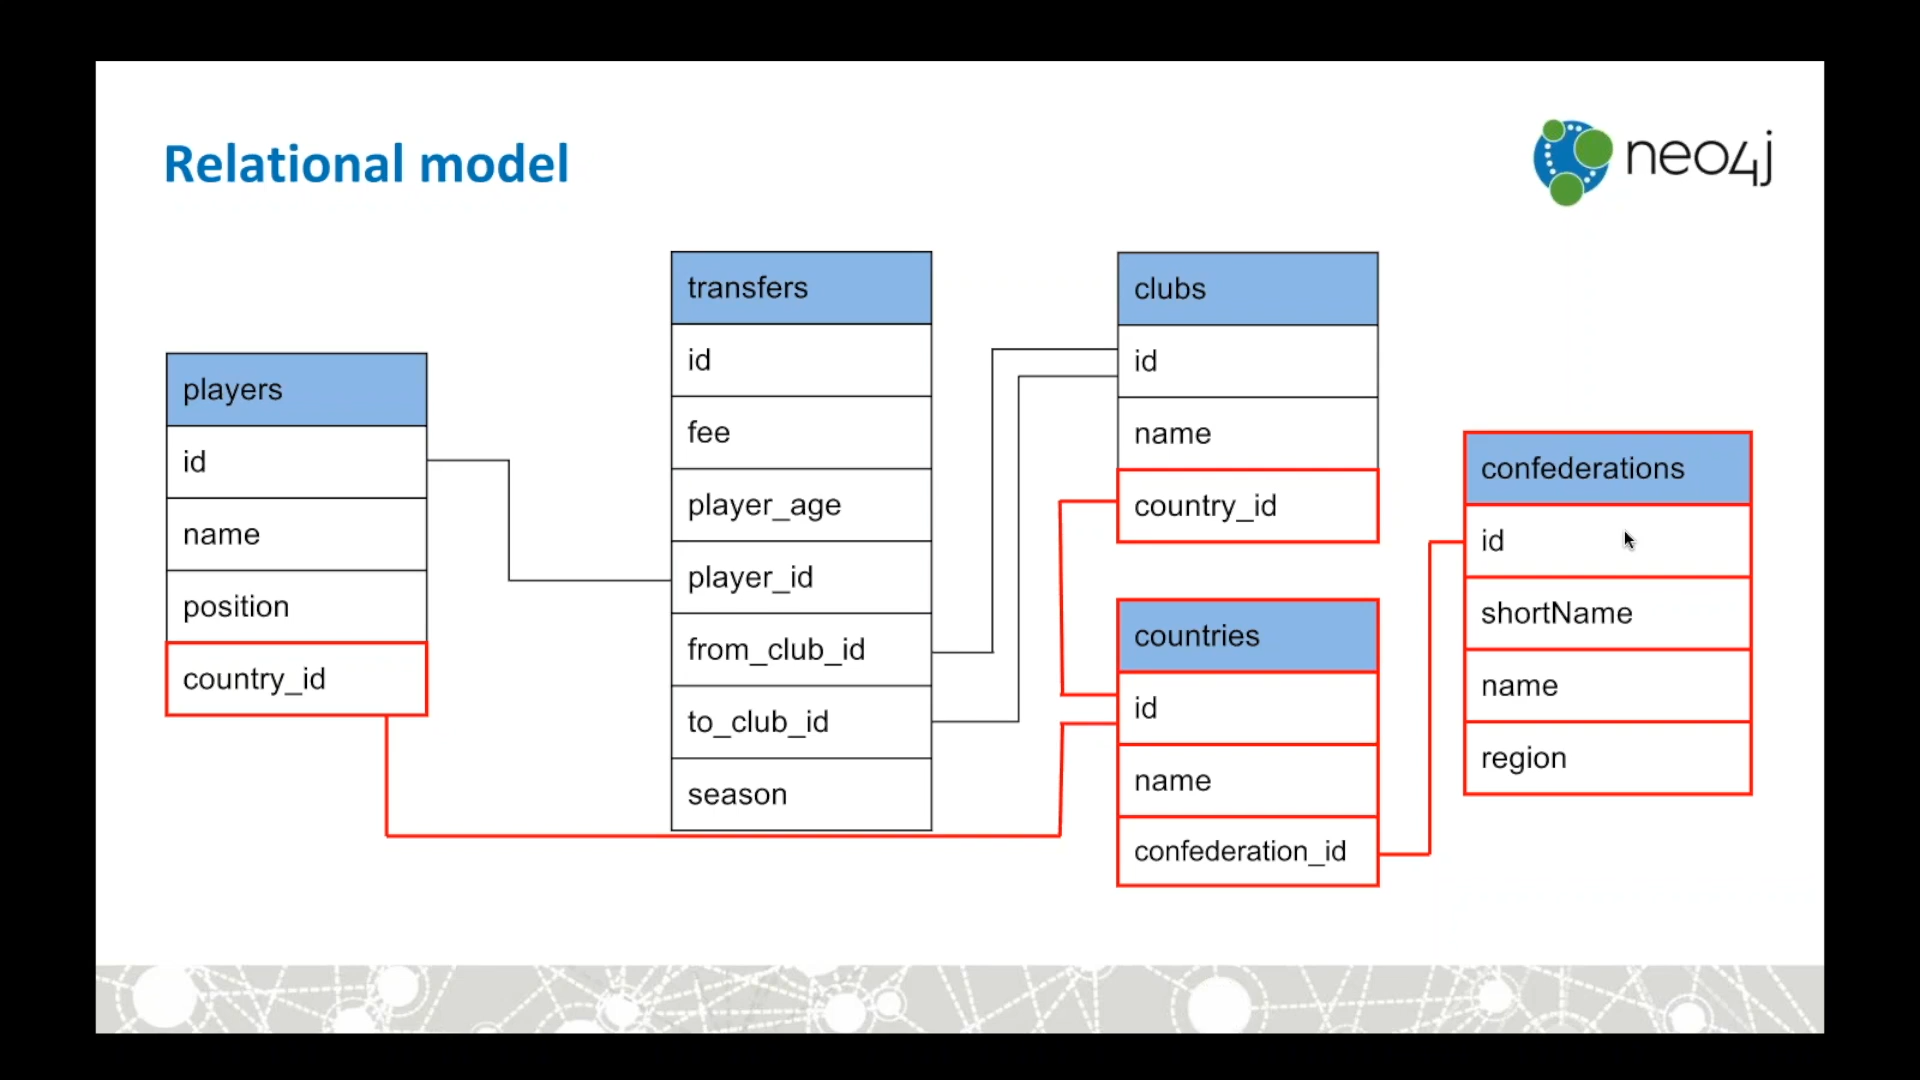 Relational model
neo4j
players
id
name
position
country_id
transfers
id
fee
player_age
player_id
from_club_id
to_club_id
season
clubs
id
name
country_id
countries
id
name
confederation_id
confederations
id
shortName
name
region